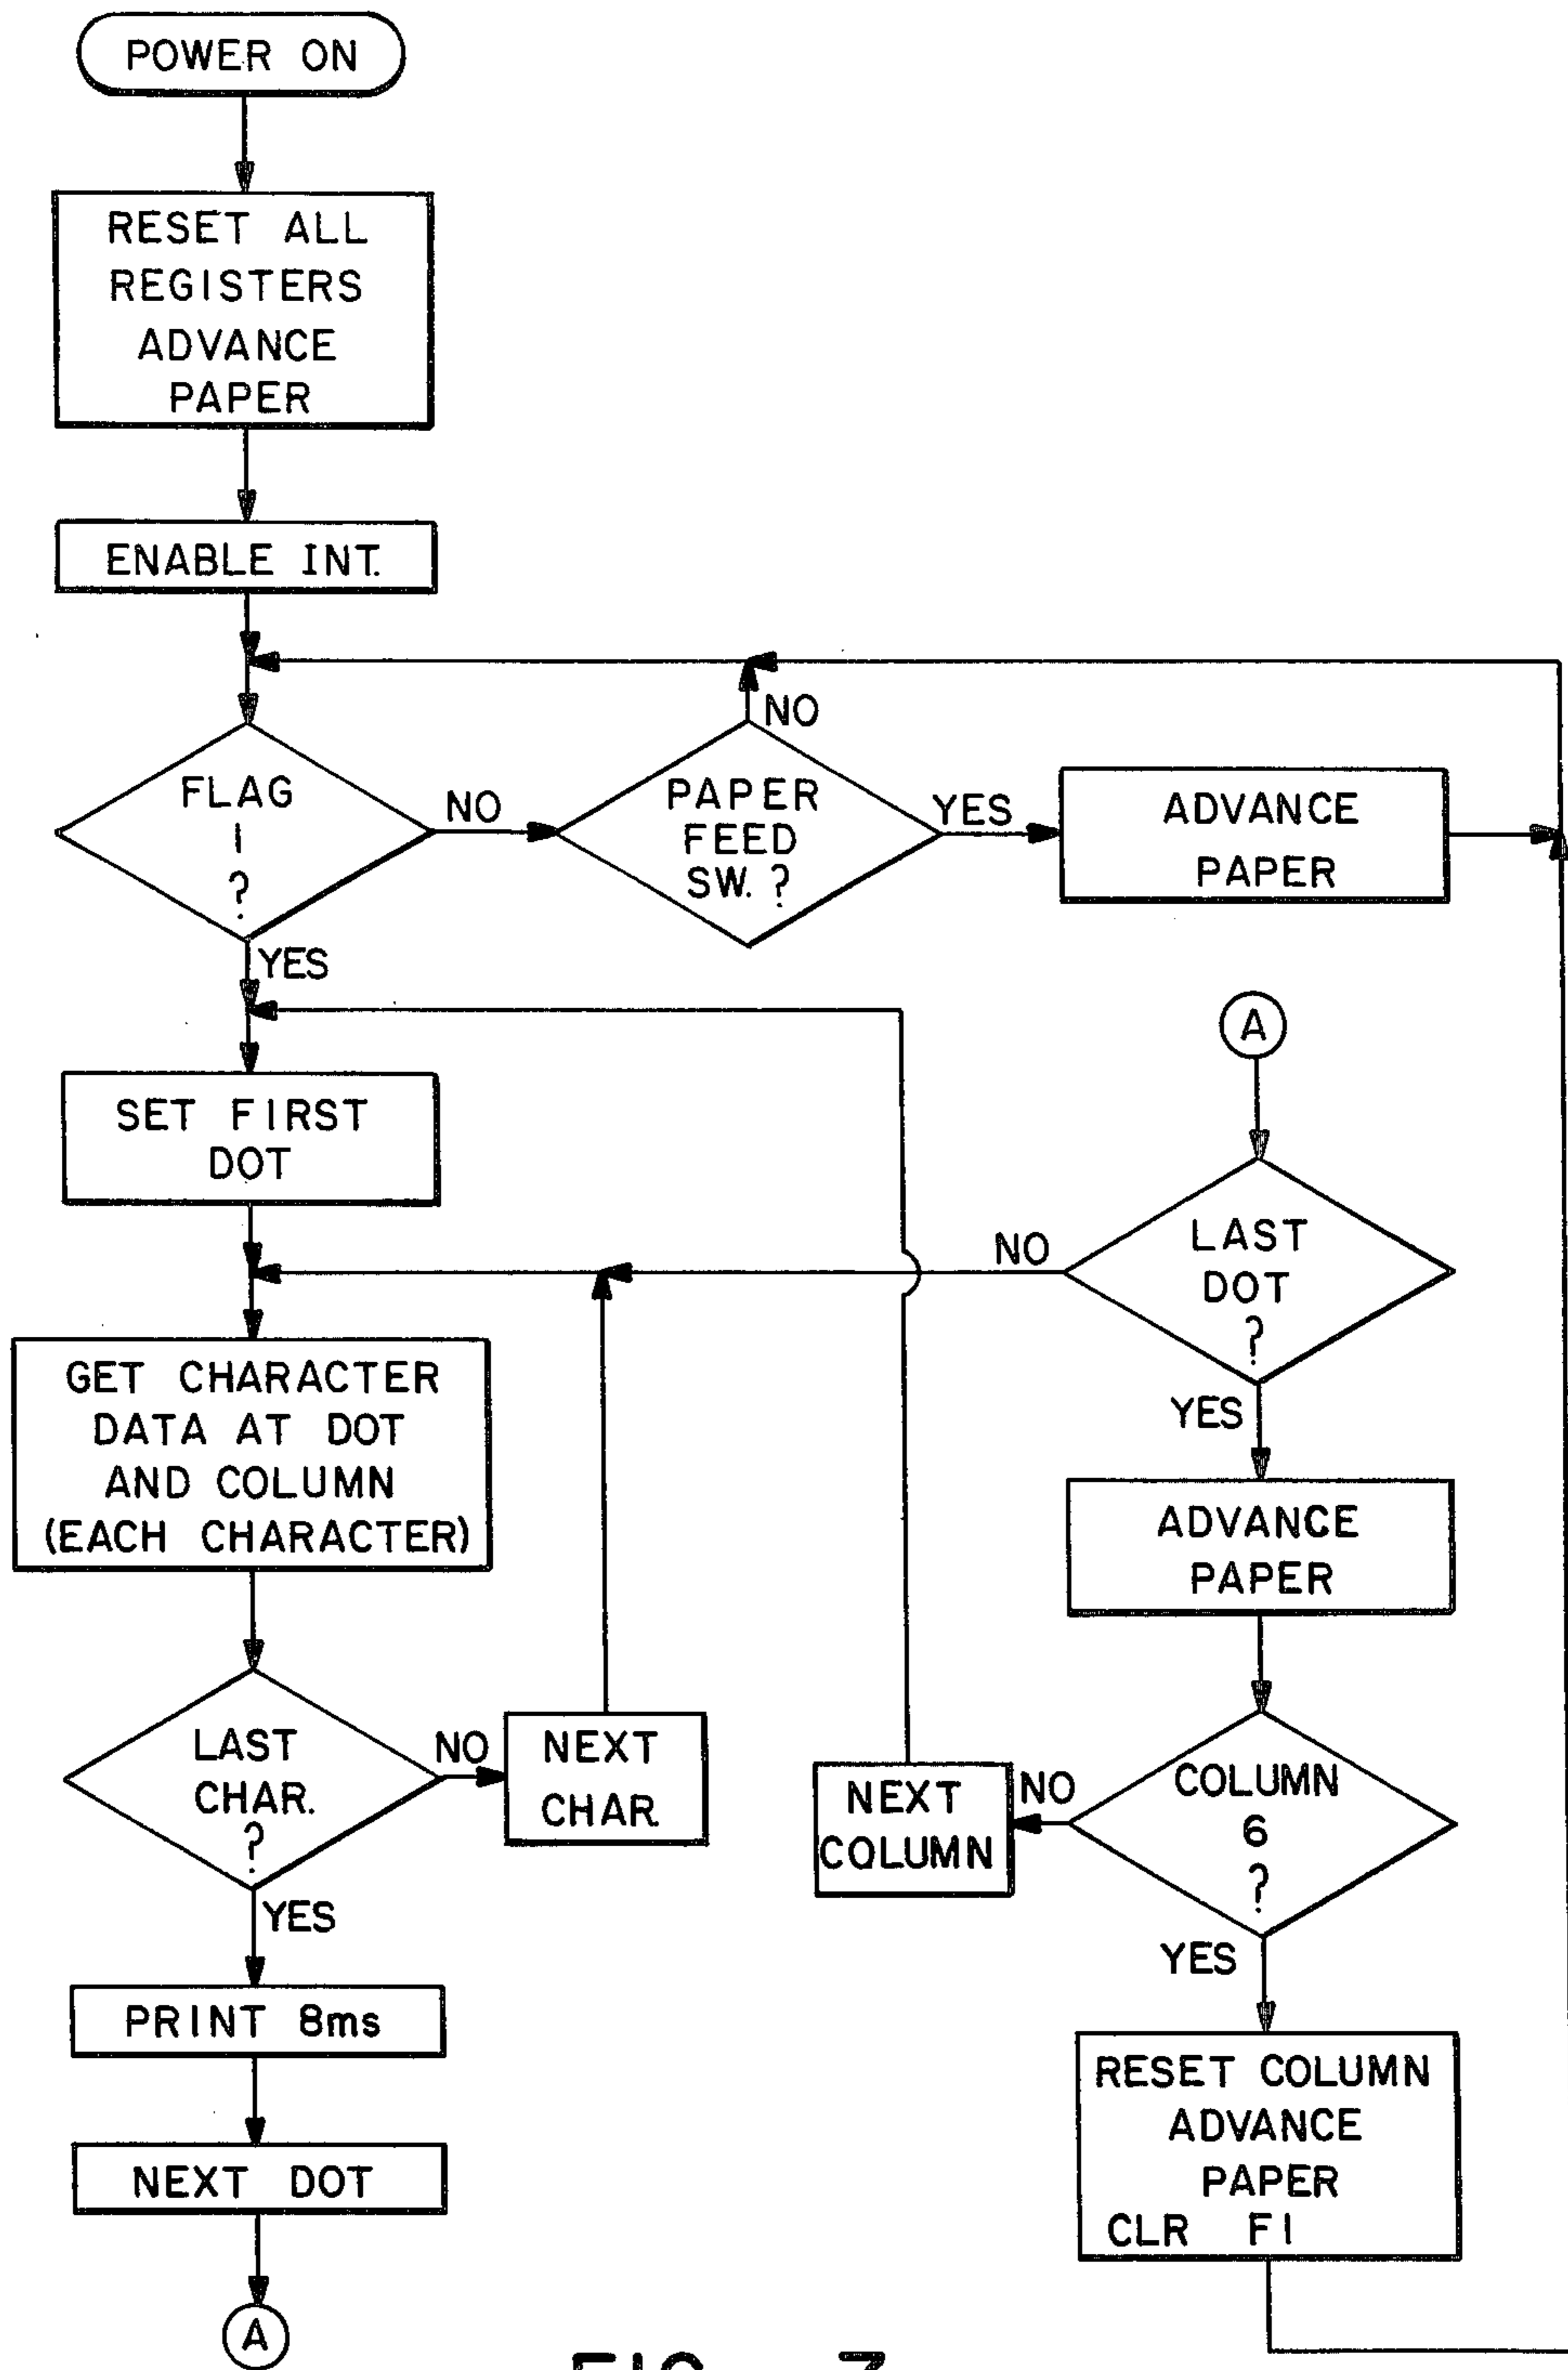 POWER ON
RESET ALL
REGISTERS
ADVANCE
PAPER
ENABLE INT.
FLAG
1
?
NO
YES
PAPER
FEED
SW. ?
NO
YES
ADVANCE
PAPER
SET FIRST
DOT
GET CHARACTER
DATA AT DOT
AND COLUMN
(EACH CHARACTER)
LAST
CHAR.
?
NO
NEXT
CHAR.
YES
PRINT 8ms
NEXT DOT
A
A
LAST
DOT
?
NO
YES
ADVANCE
PAPER
COLUMN
6
?
NO
NEXT
COLUMN
YES
RESET COLUMN
ADVANCE
PAPER
CLR F1